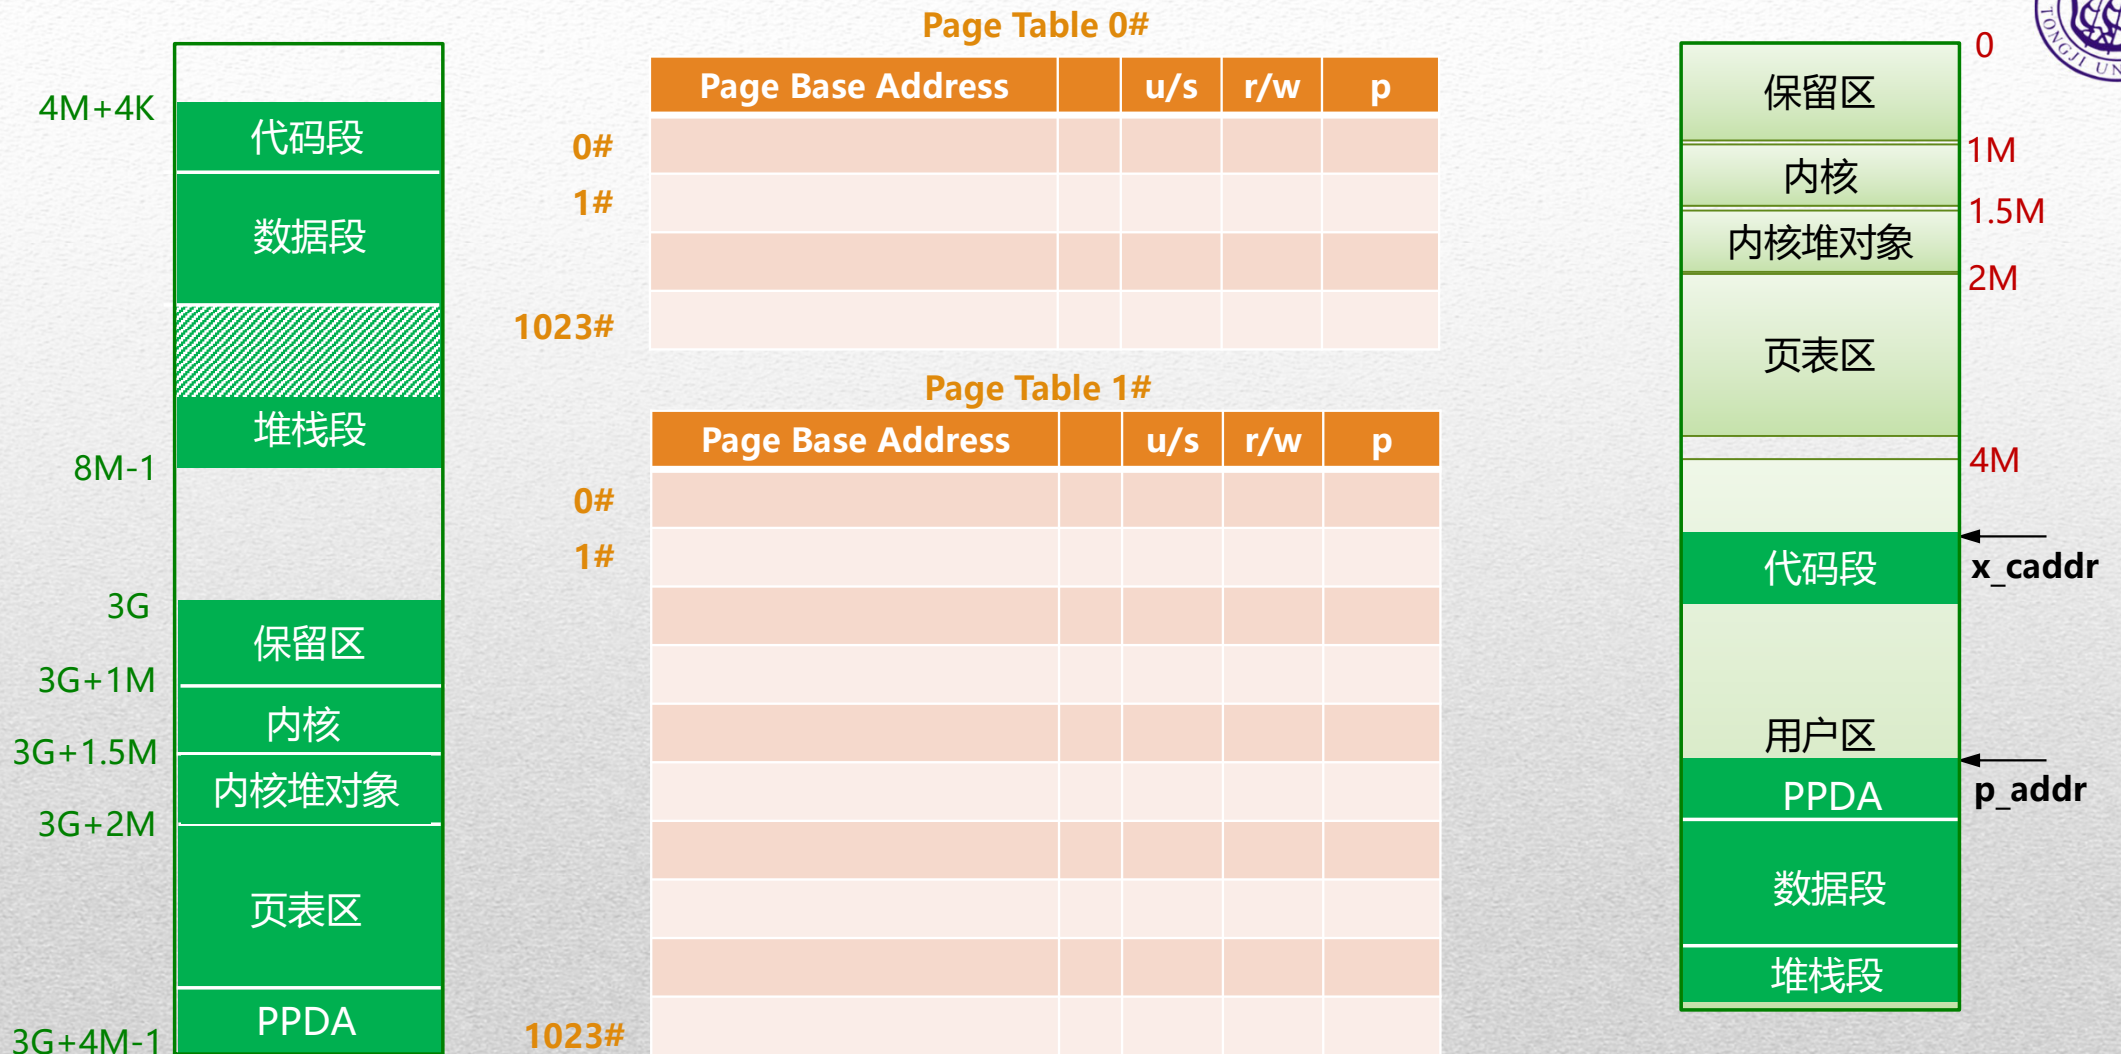 4M+4K
代码段
数据段
堆栈段
8M-1
3G
保留区
3G+1M
内核
3G+1.5M
内核堆对象
3G+2M
页表区
PPDA
3G+4M-1
Page Table 0#
Page Base Address u/s r/w p
0#
1#
1023#
Page Table 1#
Page Base Address u/s r/w p
0#
1#
1023#
0
保留区
1M
内核
1.5M
内核堆对象
2M
页表区
4M
代码段
x_caddr
用户区
p_addr
PPDA
数据段
堆栈段
TONGJI